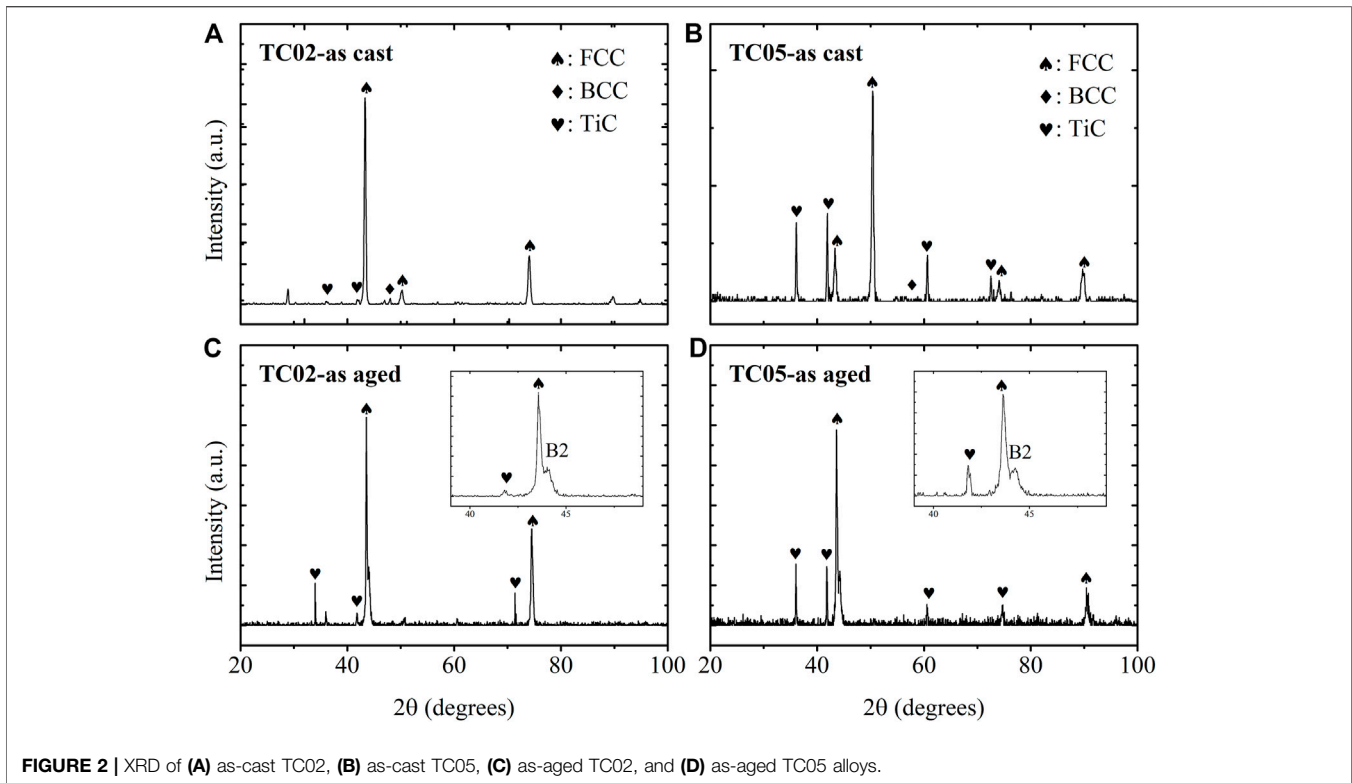 A
TC02-as cast
♠: FCC
♦: BCC
♥: TiC
Intensity (a.u.)
B
TC05-as cast
♠: FCC
♦: BCC
♥: TiC
C
TC02-as aged
B2
40 45
Intensity (a.u.)
20 40 60 80 100
2θ (degrees)
D
TC05-as aged
B2
40 45
20 40 60 80 100
2θ (degrees)
FIGURE 2 | XRD of (A) as-cast TC02, (B) as-cast TC05, (C) as-aged TC02, and (D) as-aged TC05 alloys.